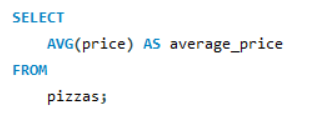 SELECT
    AVG(price) AS average_price
FROM
    pizzas;